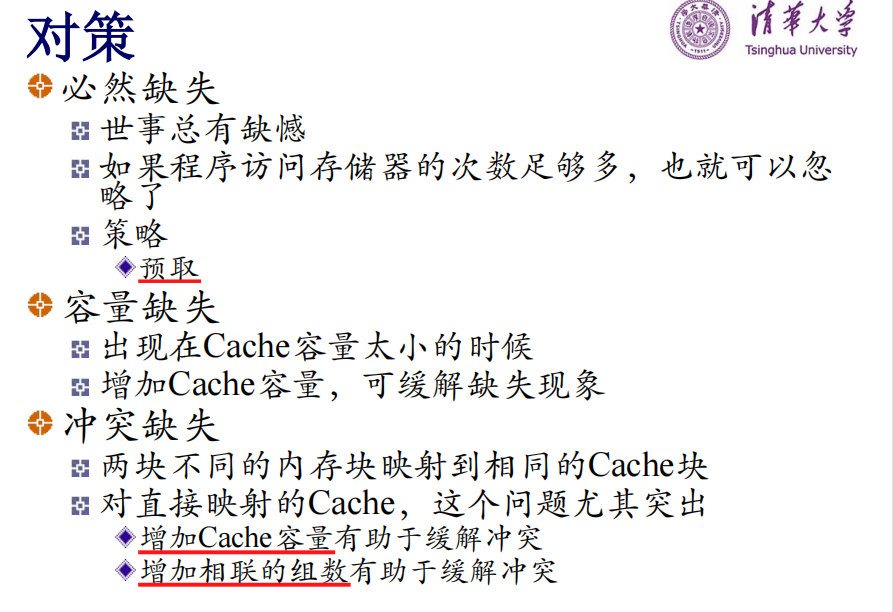 对策
清華大学
Tsinghua University
必然缺失
世事总有缺憾
如果程序访问存储器的次数足够多，也就可以忽
略了
策略
预取
容量缺失
出现在Cache容量太小的时候
增加Cache容量，可缓解缺失现象
冲突缺失
两块不同的内存块映射到相同的Cache块
对直接映射的Cache，这个问题尤其突出
增加Cache容量有助于缓解冲突
增加相联的组数有助于缓解冲突